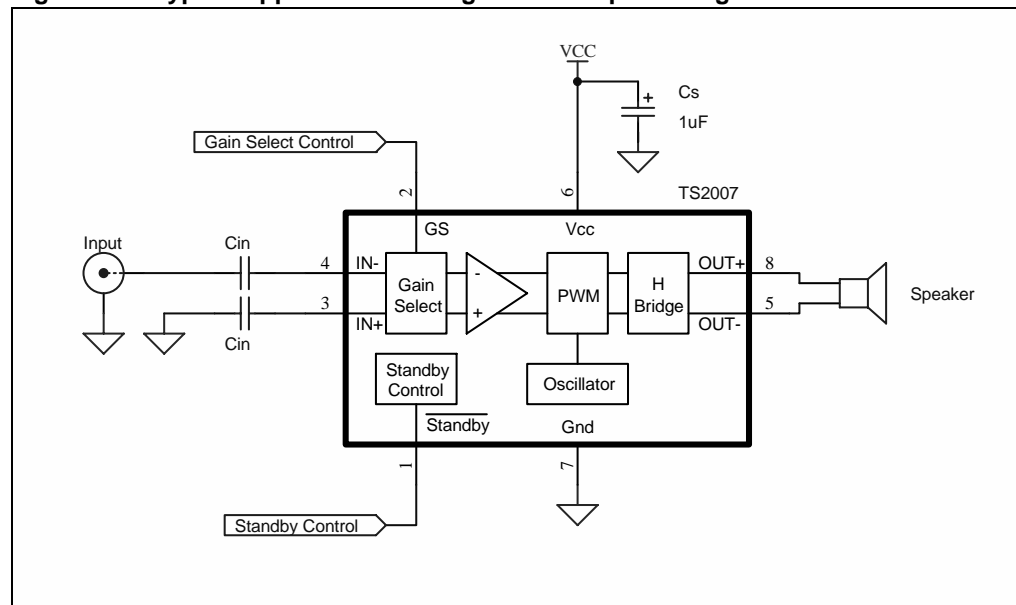 VCC
+
Cs
1uF
Gain Select Control
2
6
TS2007
GS
Vcc
Input
Cin
4
IN-
Gain
Select
-
+
PWM
H
Bridge
OUT+
8
Speaker
3
IN+
OUT-
5
Cin
Standby
Control
Oscillator
Standby
Gnd
1
7
Standby Control